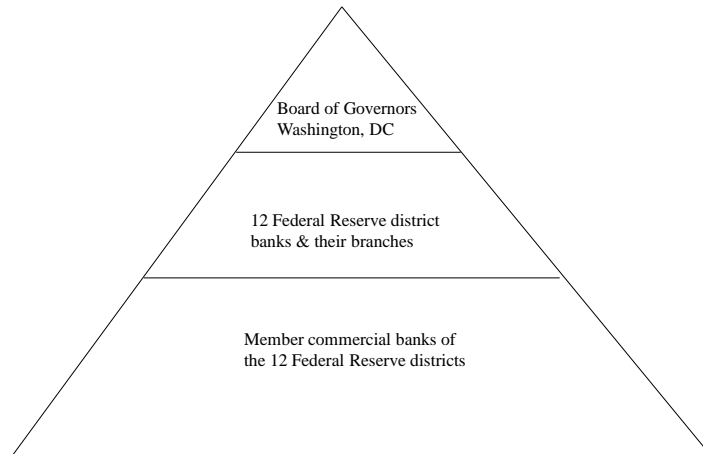 Board of Governors
Washington, DC
12 Federal Reserve district
banks & their branches
Member commercial banks of
the 12 Federal Reserve districts